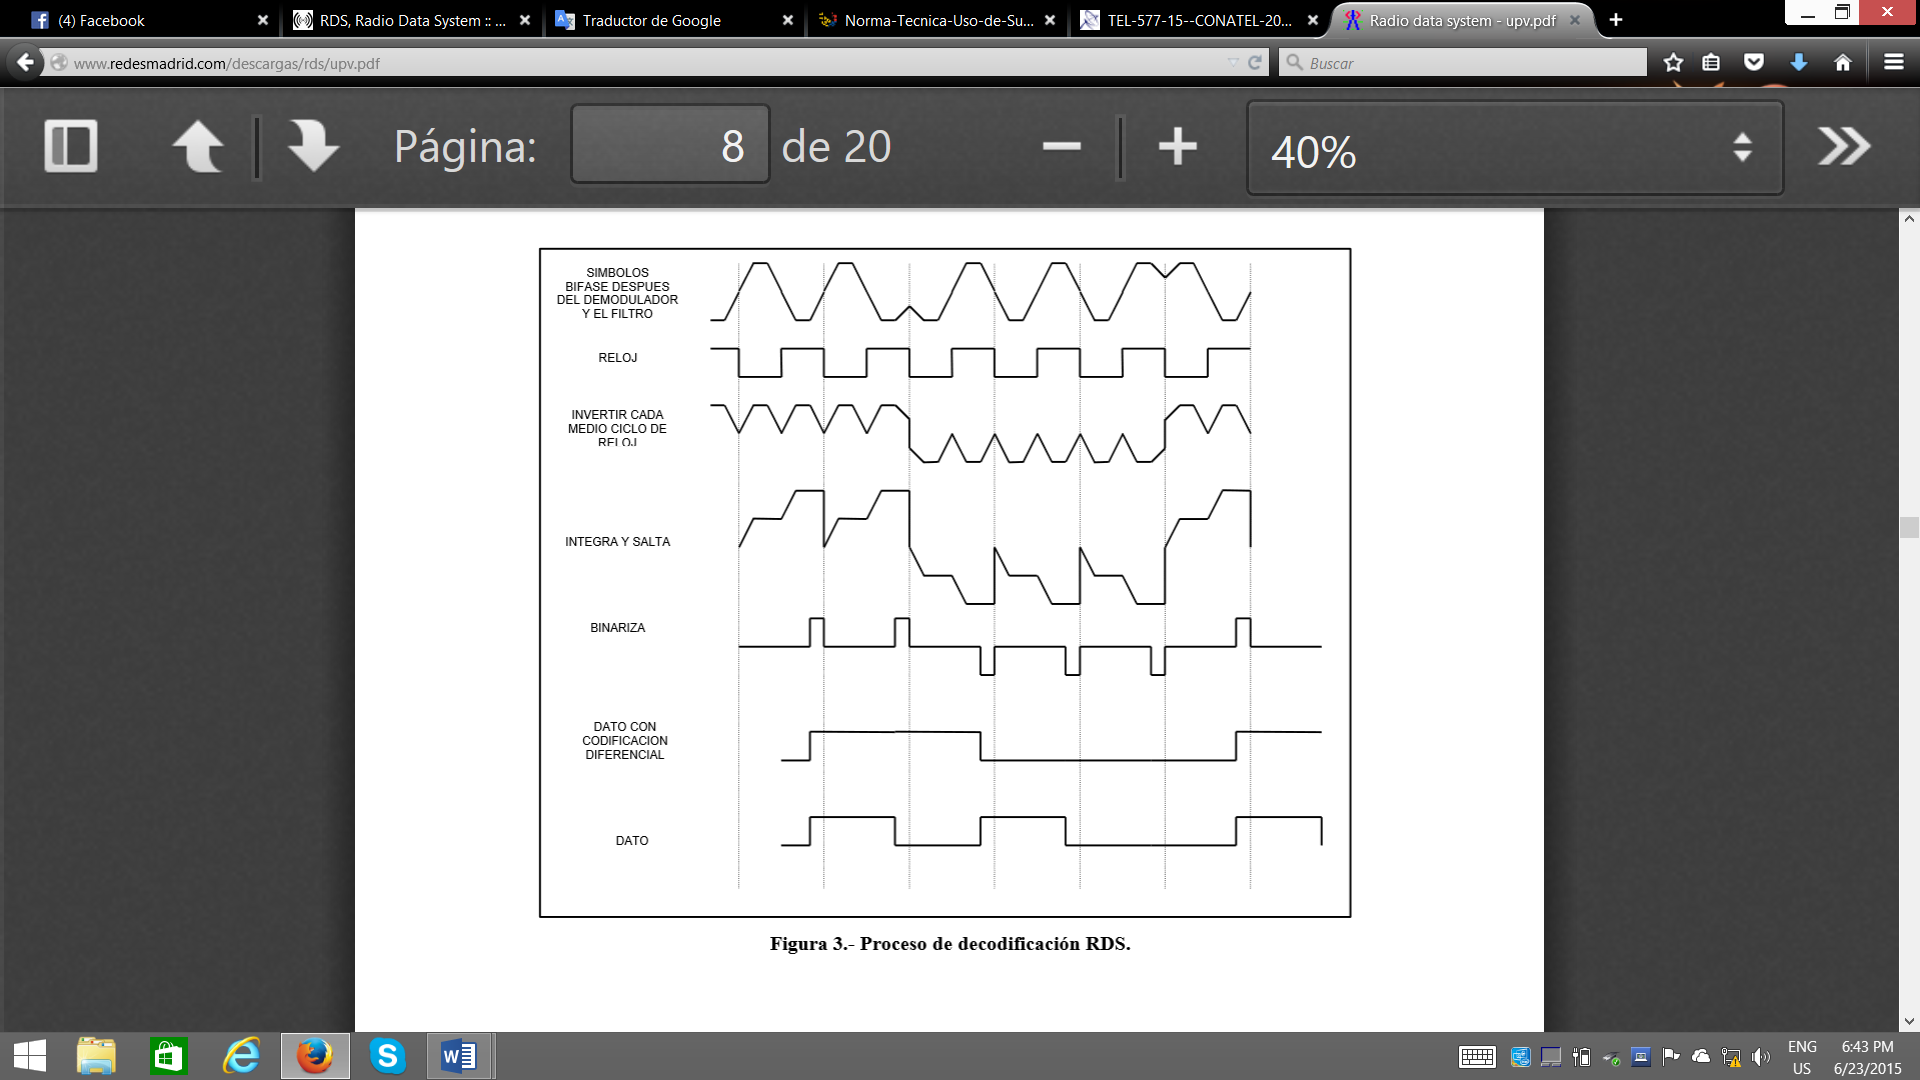 (4) Facebook
RDS, Radio Data System :: ...
Traductor de Google
Norma-Tecnica-Uso-de-Su...
TEL-577-15--CONATEL-20...
Radio data system - upv.pdf
www.redesmadrid.com/descargas/rds/upv.pdf
Buscar
Página: 8 de 20
40%
SIMBOLOS
BIFASE DESPUES
DEL DEMODULADOR
Y EL FILTRO
RELOJ
INVERTIR CADA
MEDIO CICLO DE
RELOJ
INTEGRA Y SALTA
BINARIZA
DATO CON
CODIFICACION
DIFERENCIAL
DATO
Figura 3.- Proceso de decodificación RDS.
ENG
US
6:43 PM
6/23/2015